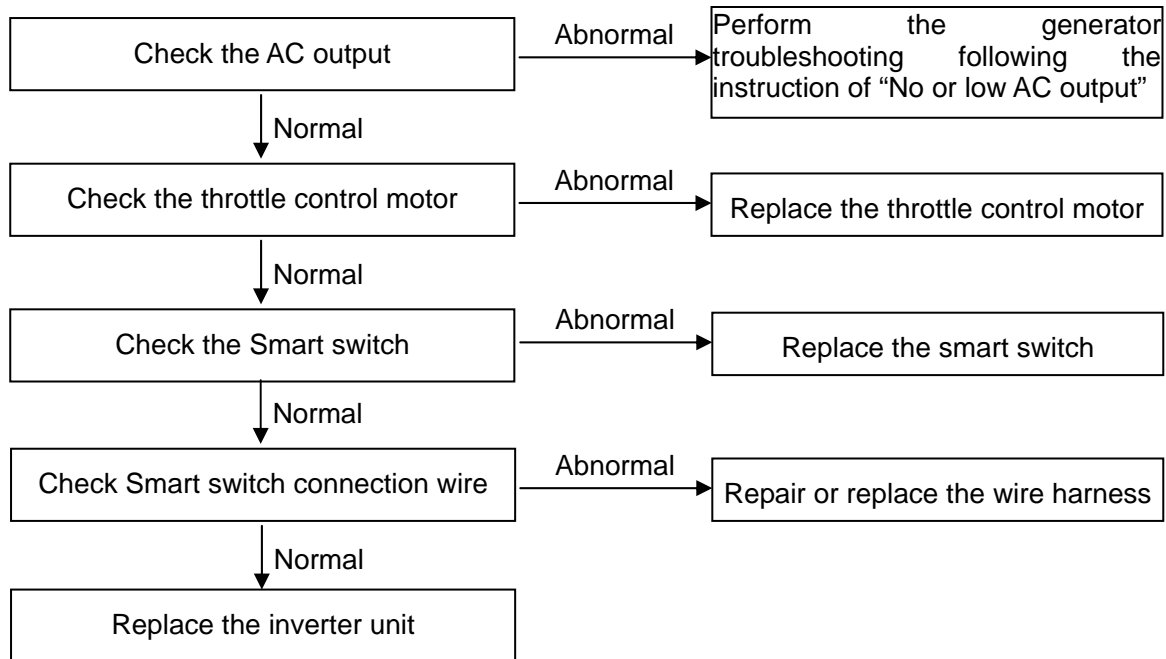 Check the AC output
Abnormal
Perform the generator
troubleshooting following the
instruction of “No or low AC output”
Normal
Check the throttle control motor
Abnormal
Replace the throttle control motor
Normal
Check the Smart switch
Abnormal
Replace the smart switch
Normal
Check Smart switch connection wire
Abnormal
Repair or replace the wire harness
Normal
Replace the inverter unit